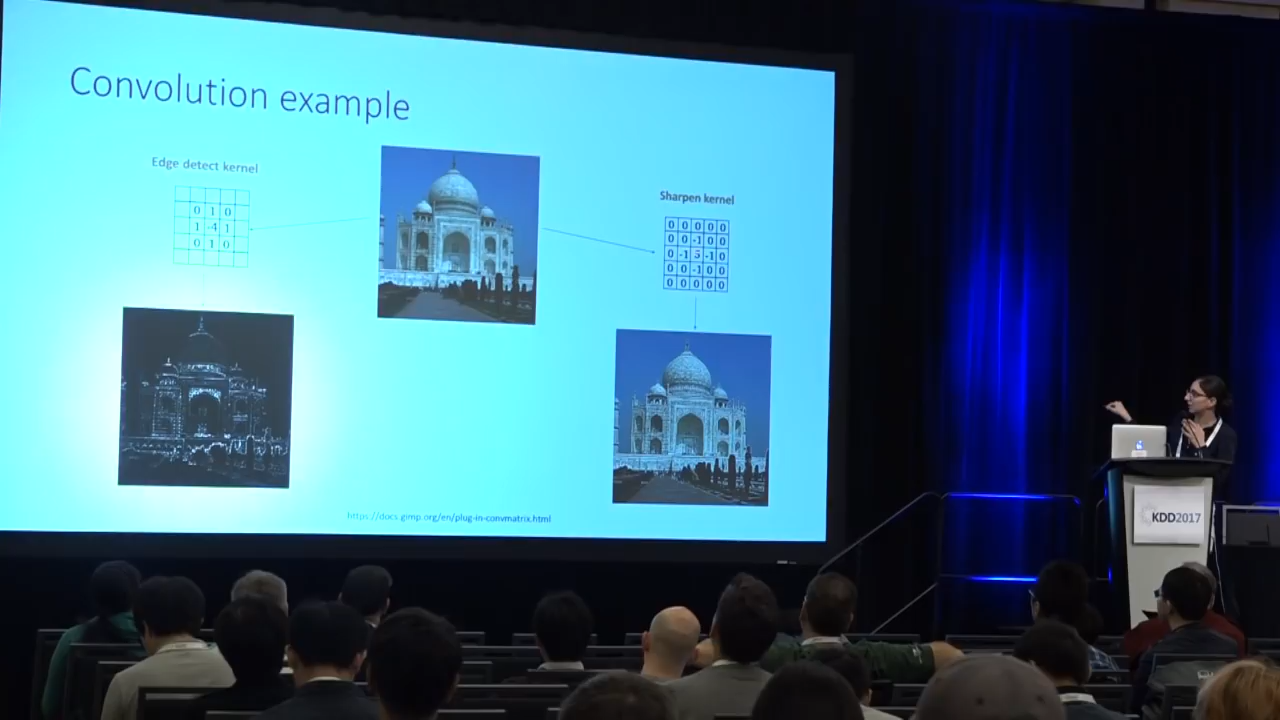 Convolution example
Edge detect kernel
0 1 0
1 -4 1
0 1 0
Sharpen kernel
0 0 0 0 0
0 0 -1 0 0
0 -1 5 -1 0
0 0 -1 0 0
0 0 0 0 0
https://docs.gimp.org/en/plug-in-convmatrix.html
KDD2017